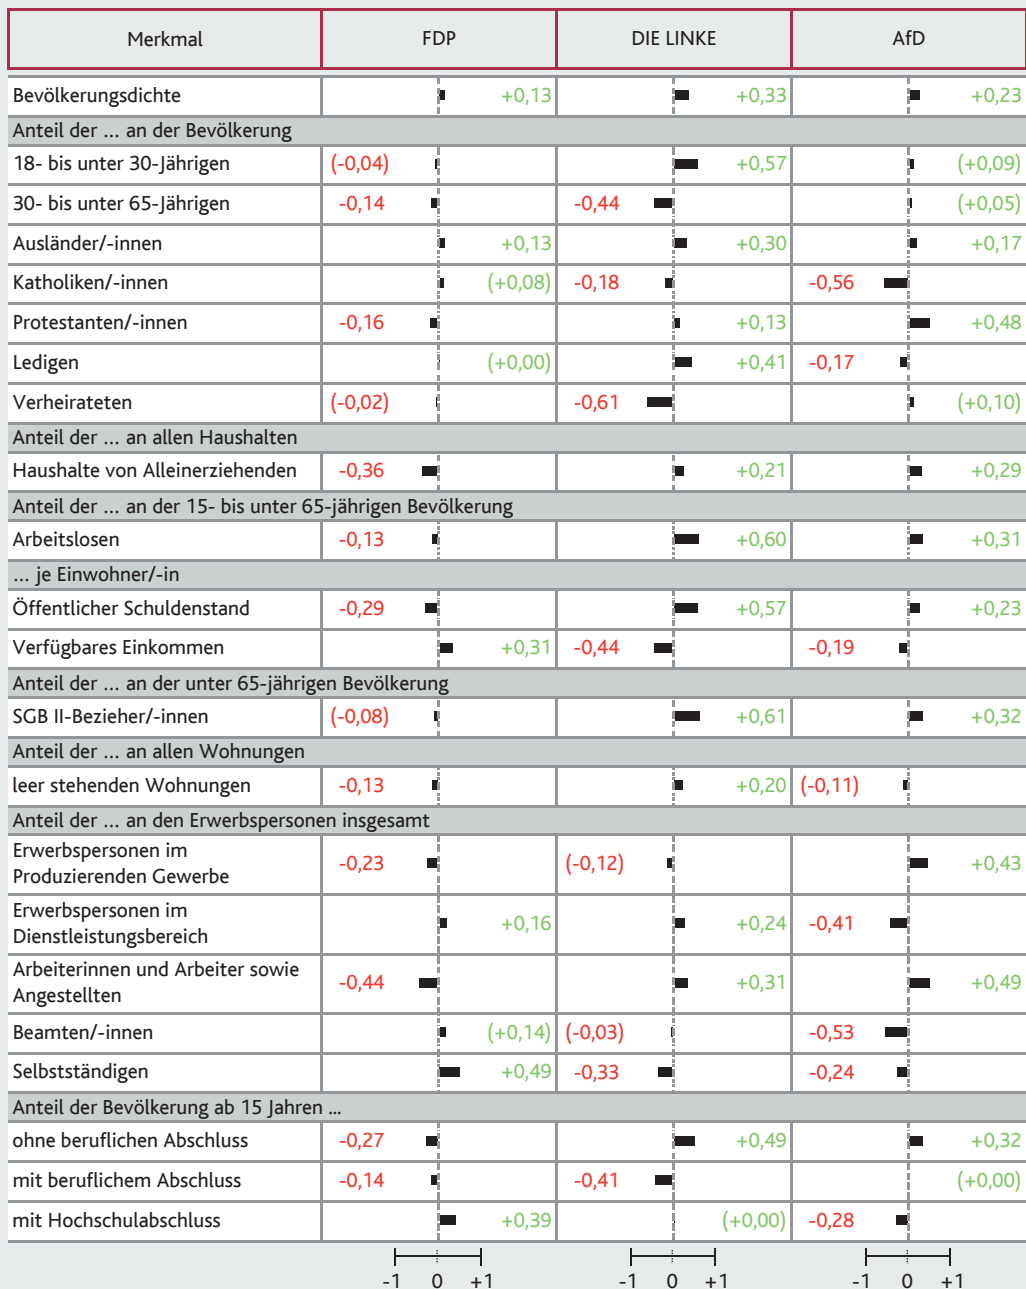 Merkmal FDP DIE LINKE AfD
Bevölkerungsdichte +0,13 +0,33 +0,23
Anteil der ... an der Bevölkerung
18- bis unter 30-Jährigen (-0,04) +0,57 (+0,09)
30- bis unter 65-Jährigen -0,14 -0,44 (+0,05)
Ausländer/-innen +0,13 +0,30 +0,17
Katholiken/-innen (+0,08) -0,18 -0,56
Protestanten/-innen -0,16 +0,13 +0,48
Ledigen (+0,00) +0,41 -0,17
Verheirateten (-0,02) -0,61 (+0,10)
Anteil der ... an allen Haushalten
Haushalte von Alleinerziehenden -0,36 +0,21 +0,29
Anteil der ... an der 15- bis unter 65-jährigen Bevölkerung
Arbeitslosen -0,13 +0,60 +0,31
... je Einwohner/-in
Öffentlicher Schuldenstand -0,29 +0,57 +0,23
Verfügbares Einkommen +0,31 -0,44 -0,19
Anteil der ... an der unter 65-jährigen Bevölkerung
SGB II-Bezieher/-innen (-0,08) +0,61 +0,32
Anteil der ... an allen Wohnungen
leer stehenden Wohnungen -0,13 +0,20 (-0,11)
Anteil der ... an den Erwerbspersonen insgesamt
Erwerbspersonen im
Produzierenden Gewerbe -0,23 (-0,12) +0,43
Erwerbspersonen im
Dienstleistungsbereich +0,16 +0,24 -0,41
Arbeiterinnen und Arbeiter sowie
Angestellten -0,44 +0,31 +0,49
Beamten/-innen (+0,14) (-0,03) -0,53
Selbstständigen +0,49 -0,33 -0,24
Anteil der Bevölkerung ab 15 Jahren ...
ohne beruflichen Abschluss -0,27 +0,49 +0,32
mit beruflichem Abschluss -0,14 -0,41 (+0,00)
mit Hochschulabschluss +0,39 (+0,00) -0,28
-1 0 +1 -1 0 +1 -1 0 +1